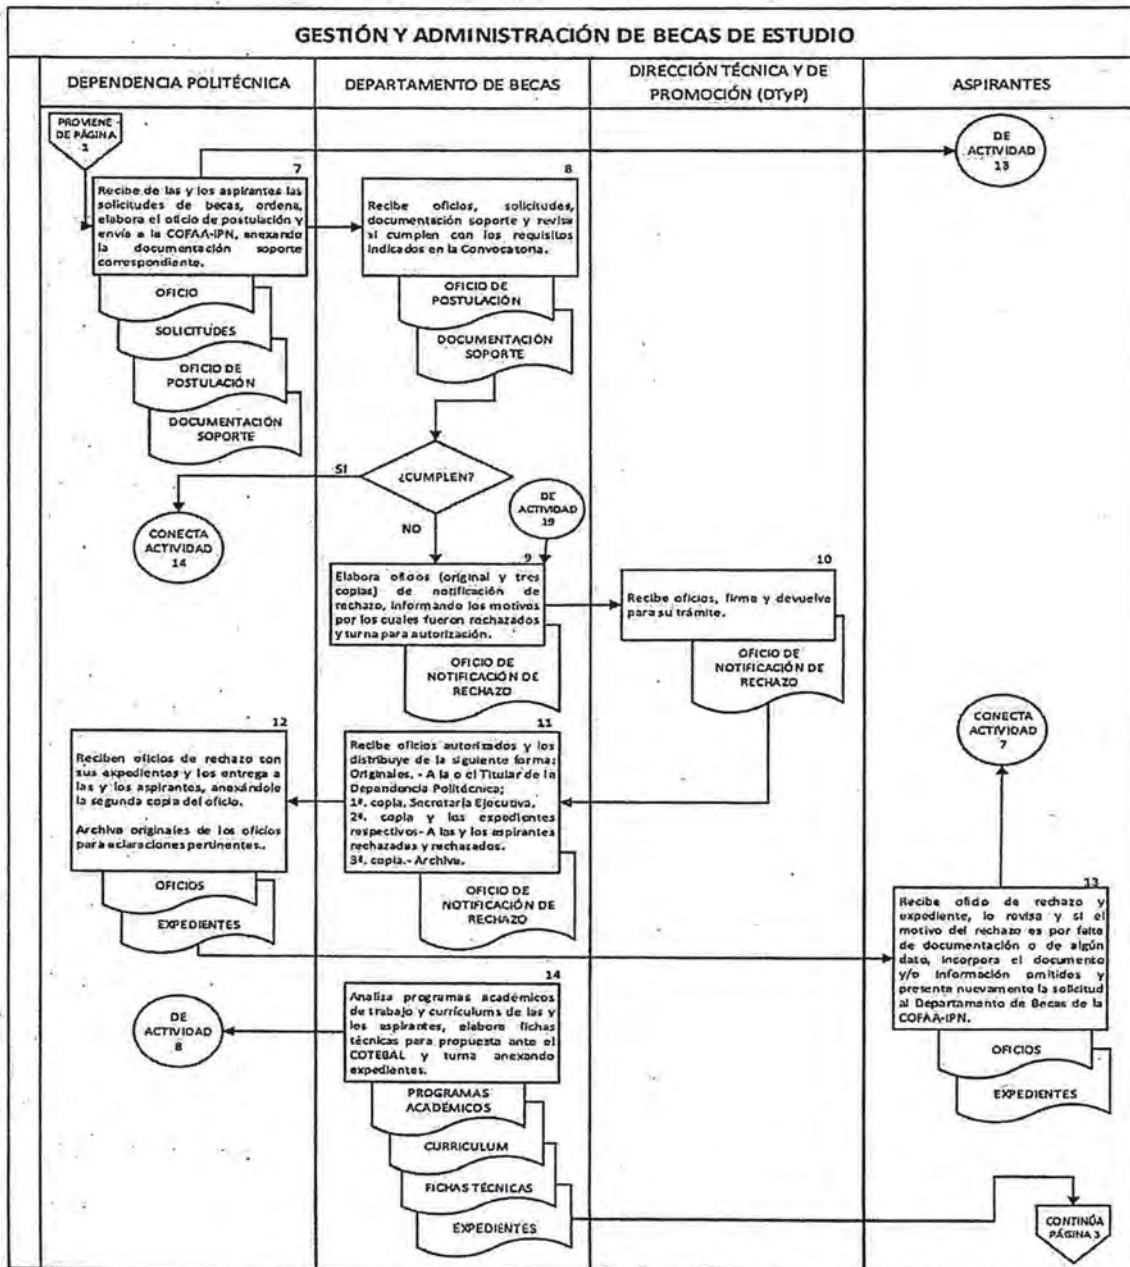 GESTIÓN Y ADMINISTRACIÓN DE BECAS DE ESTUDIO
DEPENDENCIA POLITÉCNICA
DEPARTAMENTO DE BECAS
DIRECCIÓN TÉCNICA Y DE
PROMOCIÓN (DTyP)
ASPIRANTES
PROVIENE
DE PÁGINA
1
DE
ACTIVIDAD
13
7
Recibe de las y los aspirantes las
solicitudes de becas, ordena,
elabora el oficio de postulación y
envía a la COFAA-IPN, anexando
la documentación soporte
correspondiente.
OFICIO
SOLICITUDES
OFICIO DE
POSTULACIÓN
DOCUMENTACIÓN
SOPORTE
8
Recibe oficios, solicitudes,
documentación soporte y revisa
si cumplen con los requisitos
indicados en la Convocatoria.
OFICIO DE
POSTULACIÓN
DOCUMENTACIÓN
SOPORTE
¿CUMPLEN?
SI
NO
CONECTA
ACTIVIDAD
14
DE
ACTIVIDAD
19
9
Elabora oficios (original y tres
copias) de notificación de
rechazo, informando los motivos
por los cuales fueron rechazados
y turna para autorización.
OFICIO DE
NOTIFICACIÓN DE
RECHAZO
10
Recibe oficios, firma y devuelve
para su trámite.
OFICIO DE
NOTIFICACIÓN DE
RECHAZO
12
Reciben oficios de rechazo con
sus expedientes y los entrega a
las y los aspirantes, anexándole
la segunda copia del oficio.
Archiva originales de los oficios
para aclaraciones pertinentes..
OFICIOS
EXPEDIENTES
11
Recibe oficios autorizados y los
distribuye de la siguiente forma:
Originales. - A la o el Titular de la
Dependencia Politécnica;
1ª. copia. Secretaría Ejecutiva.
2ª. copia y los expedientes
respectivos- A las y los aspirantes
rechazadas y rechazados.
3ª. copia.- Archivo.
OFICIO DE
NOTIFICACIÓN DE
RECHAZO
CONECTA
ACTIVIDAD
7
13
Recibe oficio de rechazo y
expediente, lo revisa y si el
motivo del rechazo es por falta
de documentación o de algún
dato, incorpora el documento
y/o información omitidos y
presenta nuevamente la solicitud
al Departamento de Becas de la
COFAA-IPN.
OFICIOS
EXPEDIENTES
DE
ACTIVIDAD
8
14
Analiza programas académicos
de trabajo y currículums de las y
los aspirantes, elabora fichas
técnicas para propuesta ante el
COTEBAL y turna anexando
expedientes.
PROGRAMAS
ACADÉMICOS
CURRICULUM
FICHAS TÉCNICAS
EXPEDIENTES
CONTINÚA
PÁGINA 3